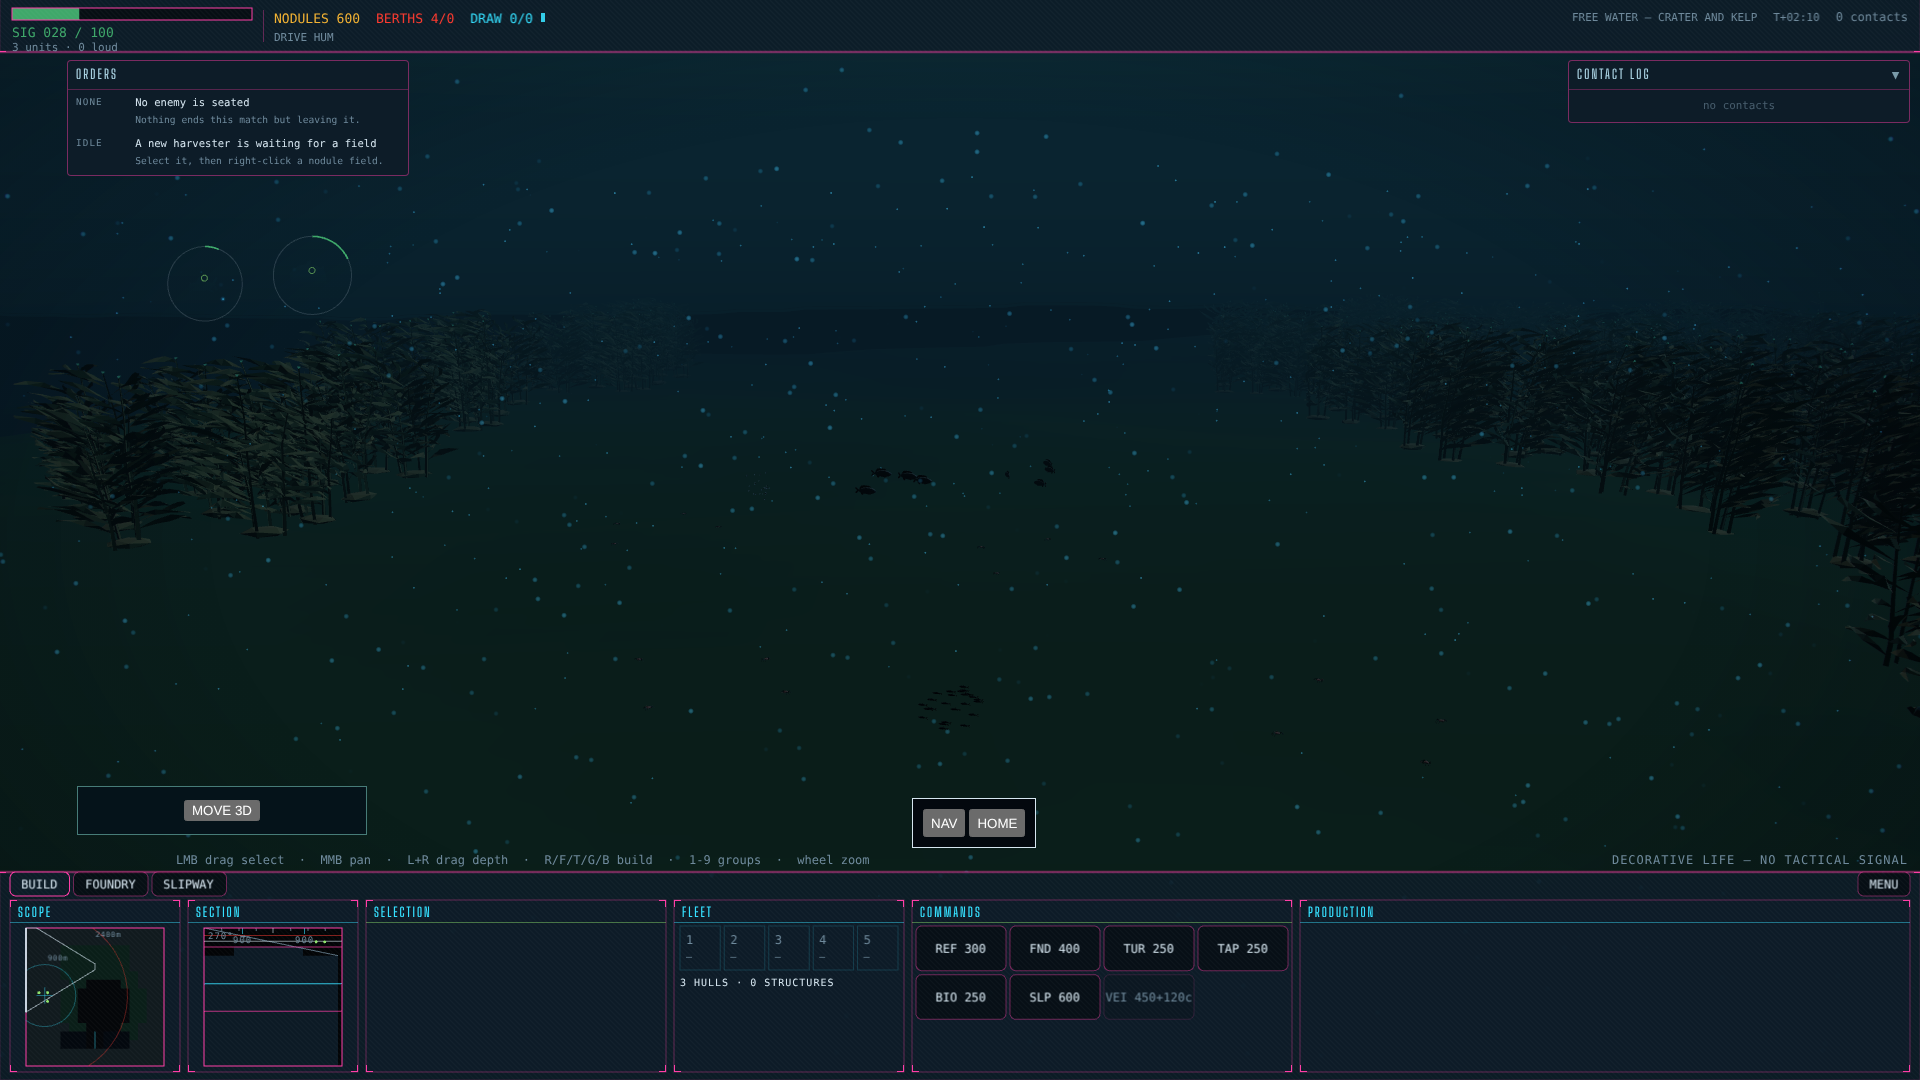 SIG 028 / 100
3 units · 0 loud
NODULES 600 BERTHS 4/0 DRAW 0/0
DRIVE HUM
FREE WATER — CRATER AND KELP T+02:10 0 contacts
ORDERS
NONE No enemy is seated
Nothing ends this match but leaving it.
IDLE A new harvester is waiting for a field
Select it, then right-click a nodule field.
CONTACT LOG ▼
no contacts
MOVE 3D
NAV HOME
LMB drag select · MMB pan · L+R drag depth · R/F/T/G/B build · 1-9 groups · wheel zoom
DECORATIVE LIFE — NO TACTICAL SIGNAL
BUILD FOUNDRY SLIPWAY MENU
SCOPE
2400m
900m
SECTION
270°
900 900
SELECTION
FLEET
1 2 3 4 5
— — — — —
3 HULLS · 0 STRUCTURES
COMMANDS
REF 300 FND 400 TUR 250 TAP 250
BIO 250 SLP 600 VEI 450+120c
PRODUCTION